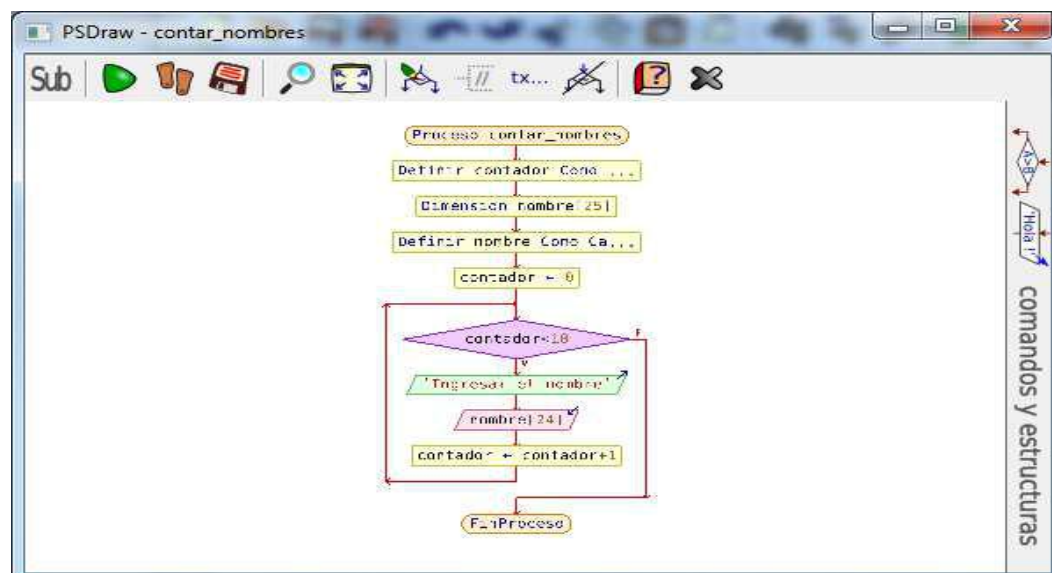 PSDraw - contar_nombres
Sub
tx...
Proceso contar_nombres
Definir contador Como ...
Dimension nombre[25]
Definir nombre Como Ca...
contador ← 0
contador<10
F
V
'Ingresar el nombre'
nombre[24]
contador ← contador+1
FinProceso
A>B
'Hola !'
comandos y estructuras